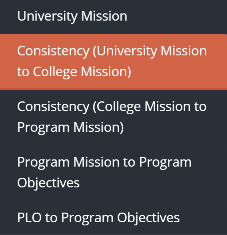 University Mission
Consistency (University Mission
to College Mission)
Consistency (College Mission to
Program Mission)
Program Mission to Program
Objectives
PLO to Program Objectives